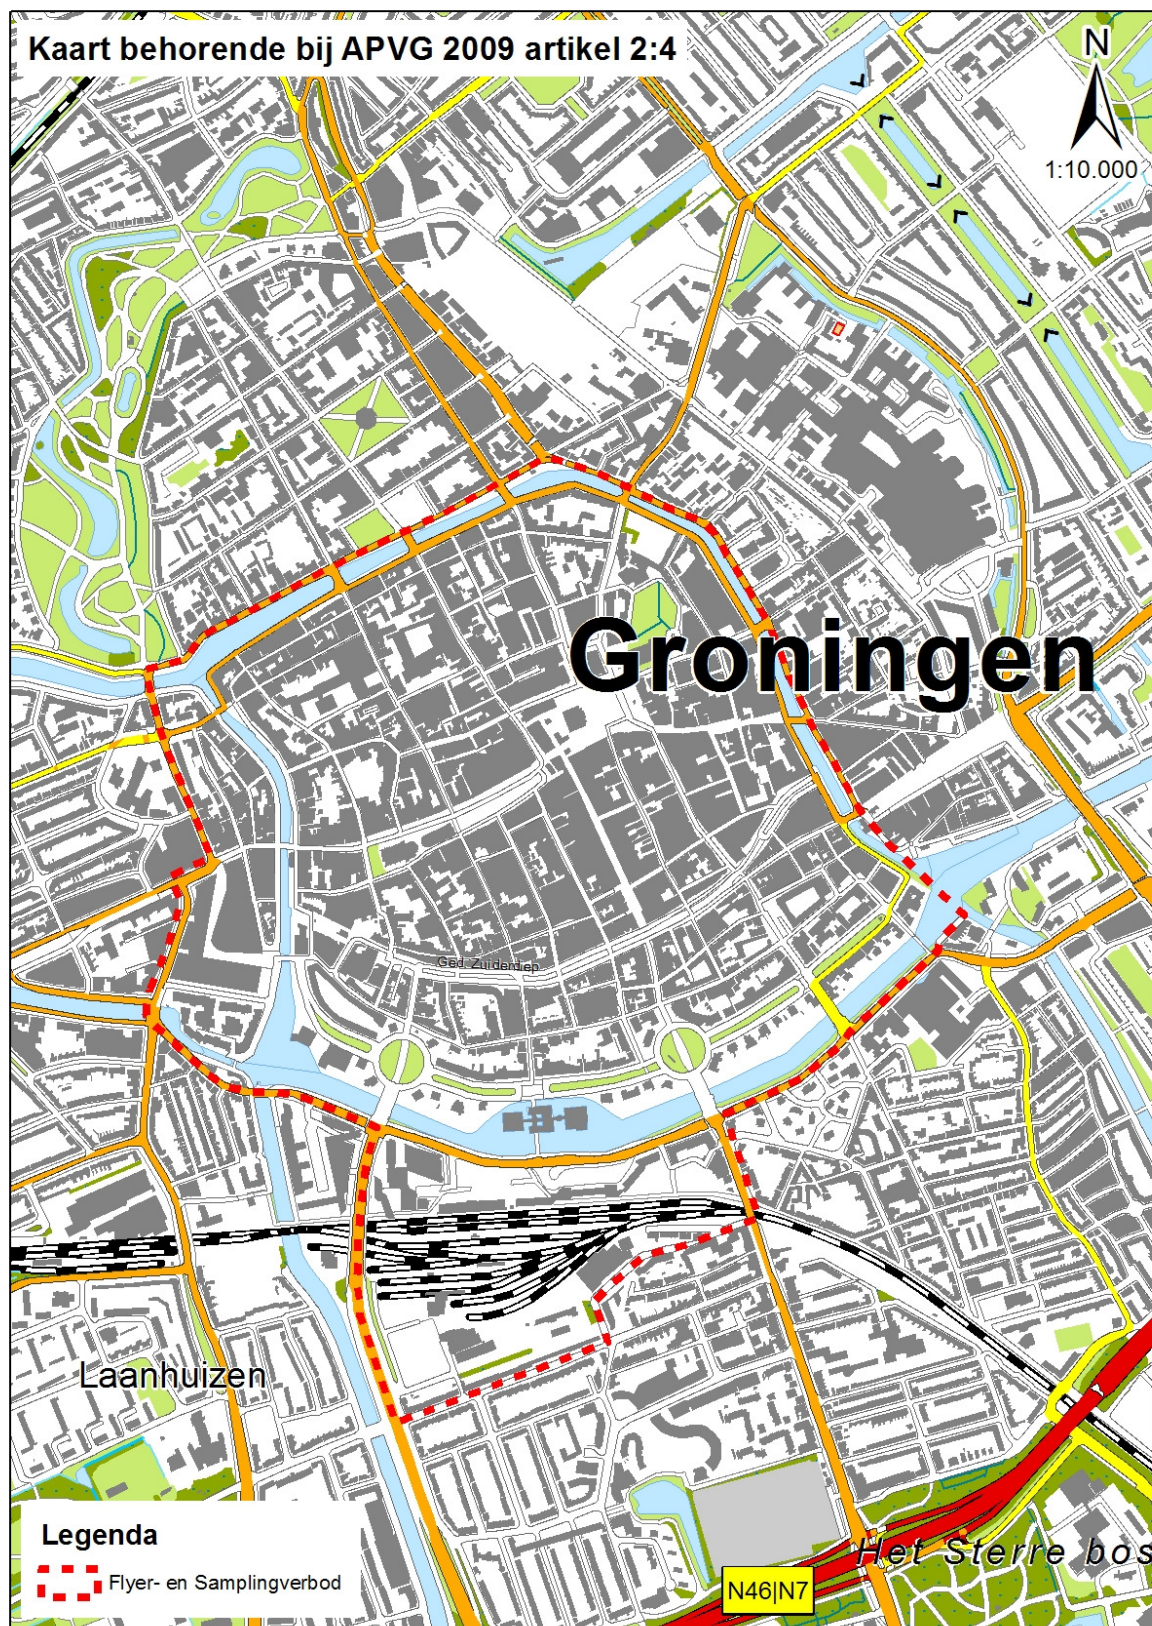 Kaart behorende bij APVG 2009 artikel 2:4
N
1:10.000
Groningen
Ged. Zuiderdiep
Laanhuizen
Legenda
Flyer- en Samplingverbod
Het Sterre bos
N46|N7